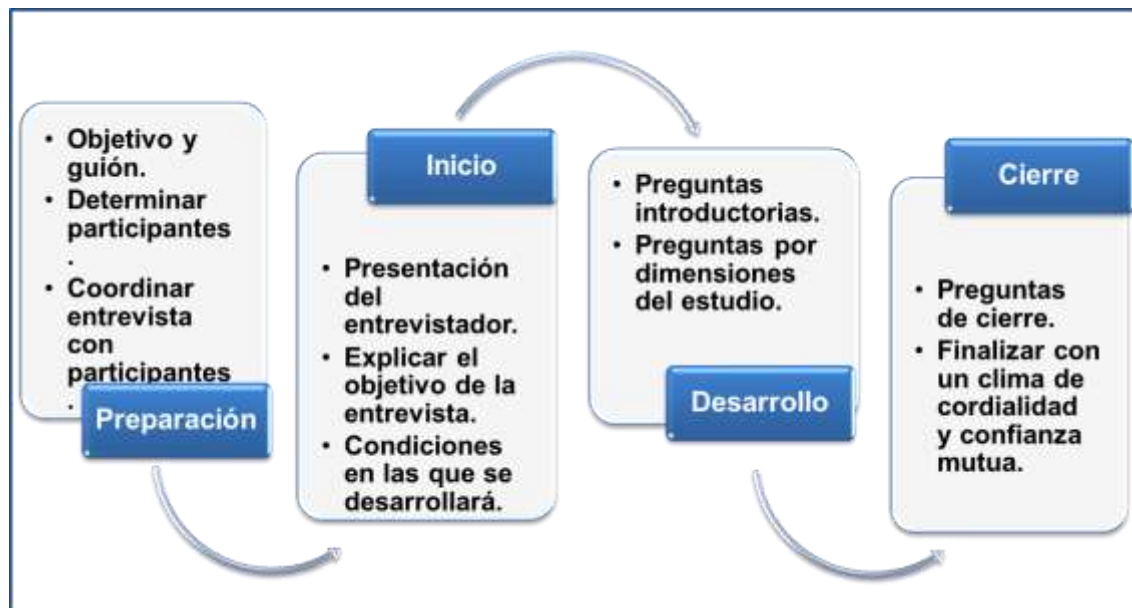 • Objetivo y
guión.
• Determinar
participantes
.
• Coordinar
entrevista
con
participantes
.
Preparación
Inicio
• Presentación
del
entrevistador.
• Explicar el
objetivo de la
entrevista.
• Condiciones
en las que se
desarrollará.
• Preguntas
introductorias.
• Preguntas por
dimensiones
del estudio.
Desarrollo
Cierre
• Preguntas
de cierre.
• Finalizar con
un clima de
cordialidad
y confianza
mutua.